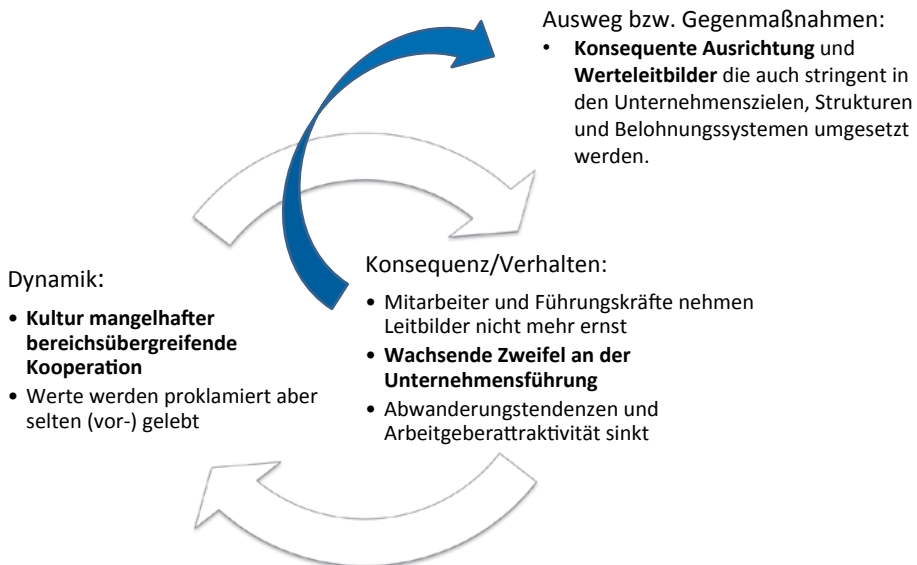 Ausweg bzw. Gegenmaßnahmen:
• Konsequente Ausrichtung und
Werteleitbilder die auch stringent in
den Unternehmenszielen, Strukturen
und Belohnungssystemen umgesetzt
werden.
Dynamik:
• Kultur mangelhafter
bereichsübergreifende
Kooperation
• Werte werden proklamiert aber
selten (vor-) gelebt
Konsequenz/Verhalten:
• Mitarbeiter und Führungskräfte nehmen
Leitbilder nicht mehr ernst
• Wachsende Zweifel an der
Unternehmensführung
• Abwanderungstendenzen und
Arbeitgeberattraktivität sinkt